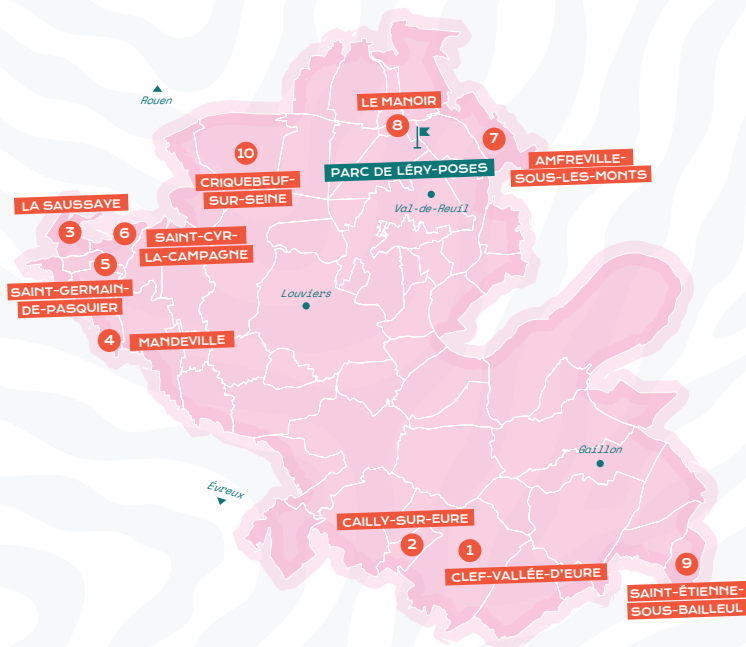 Rouen
LE MANOIR
8
7
10
PARC DE LÉRY-POSES
AMFREVILLE-
SOUS-LES-MONTS
CRIQUEBEUF-
SUR-SEINE
Val-de-Reuil
LA SAUSSAYE
3
6
SAINT-CYR-
LA-CAMPAGNE
5
SAINT-GERMAIN-
DE-PASQUIER
Louviers
4
MANDEVILLE
Gaillon
Évreux
CAILLY-SUR-EURE
2
1
CLEF-VALLÉE-D'EURE
9
SAINT-ÉTIENNE-
SOUS-BAILLEUL